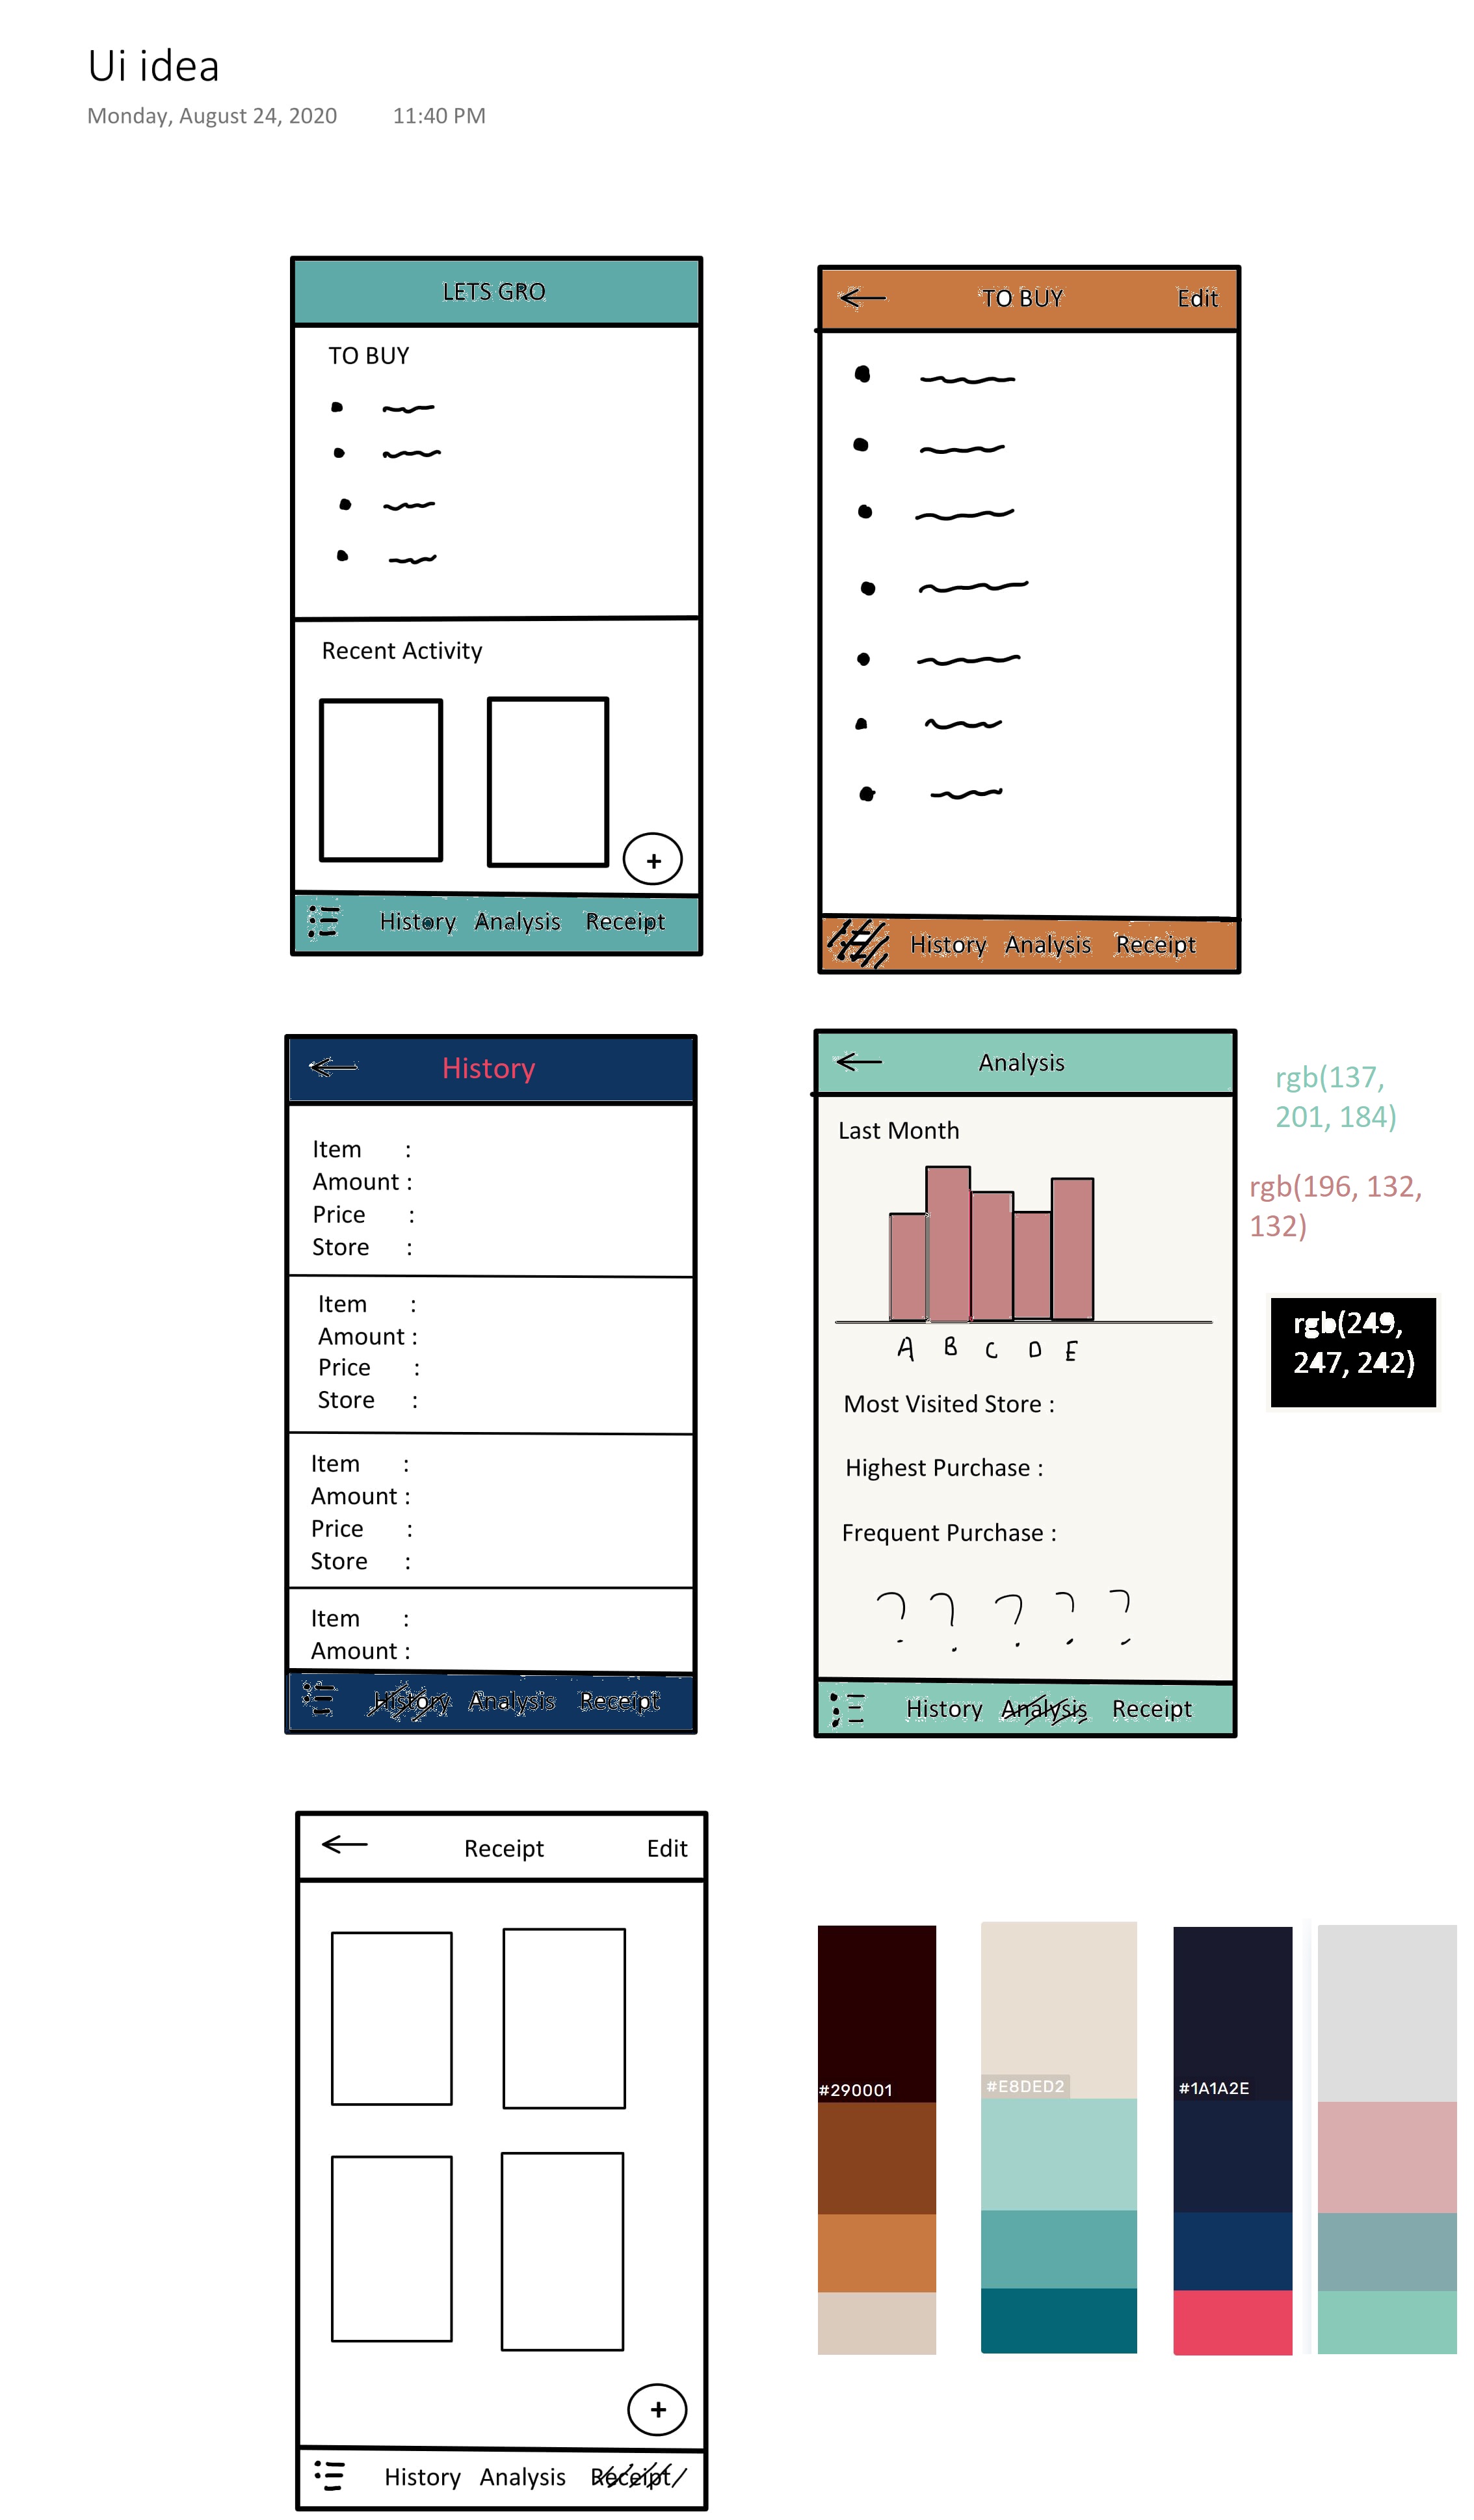 Ui idea
Monday, August 24, 2020 11:40 PM
LETS GRO
TO BUY
Recent Activity
+
History Analysis Receipt
TO BUY Edit
History Analysis Receipt
History
Item :
Amount :
Price :
Store :
Item :
Amount :
Price :
Store :
Item :
Amount :
Price :
Store :
Item :
Amount :
History Analysis Receipt
Analysis
Last Month
A B C D E
Most Visited Store :
Highest Purchase :
Frequent Purchase :
? ? ? ? ?
History Analysis Receipt
rgb(137,
201, 184)
rgb(196, 132,
132)
rgb(249,
247, 242)
Receipt Edit
+
History Analysis Receipt
#290001
#E8DED2
#1A1A2E